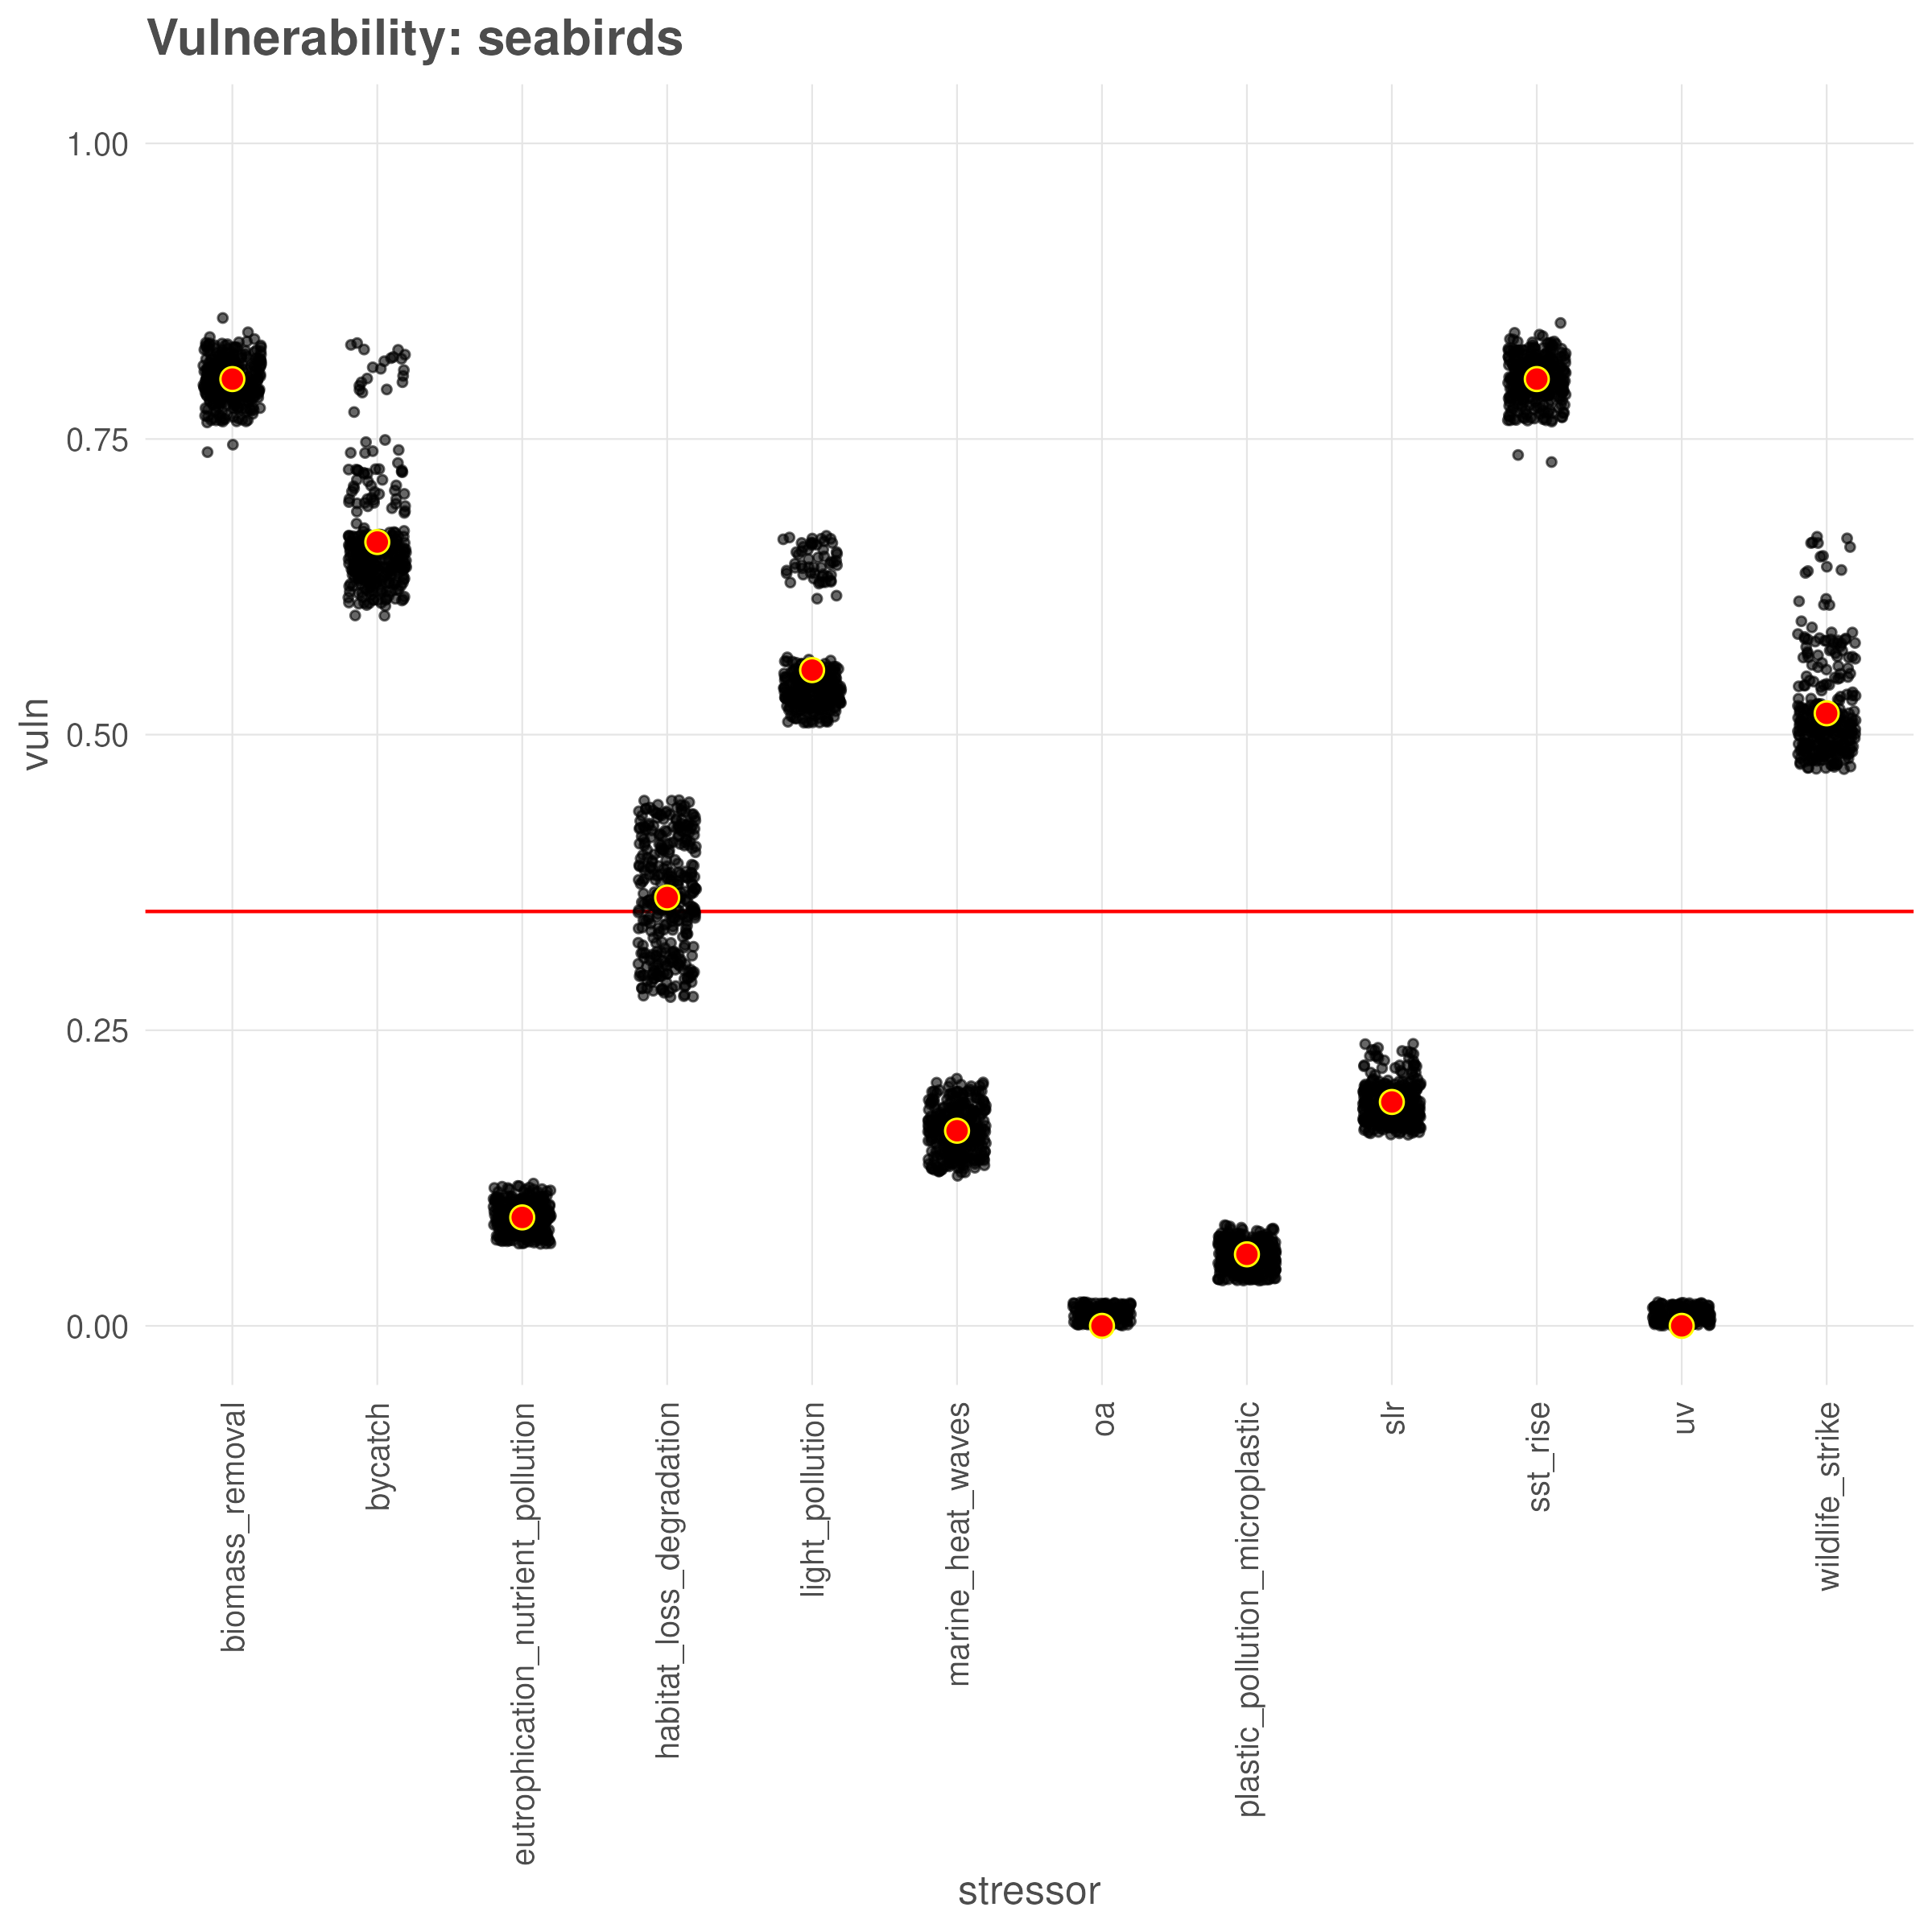 Vulnerability: seabirds
1.00
0.75
0.50
0.25
0.00
vuln
biomass_removal
bycatch
eutrophication_nutrient_pollution
habitat_loss_degradation
light_pollution
marine_heat_waves
oa
plastic_pollution_microplastic
slr
sst_rise
uv
wildlife_strike
stressor